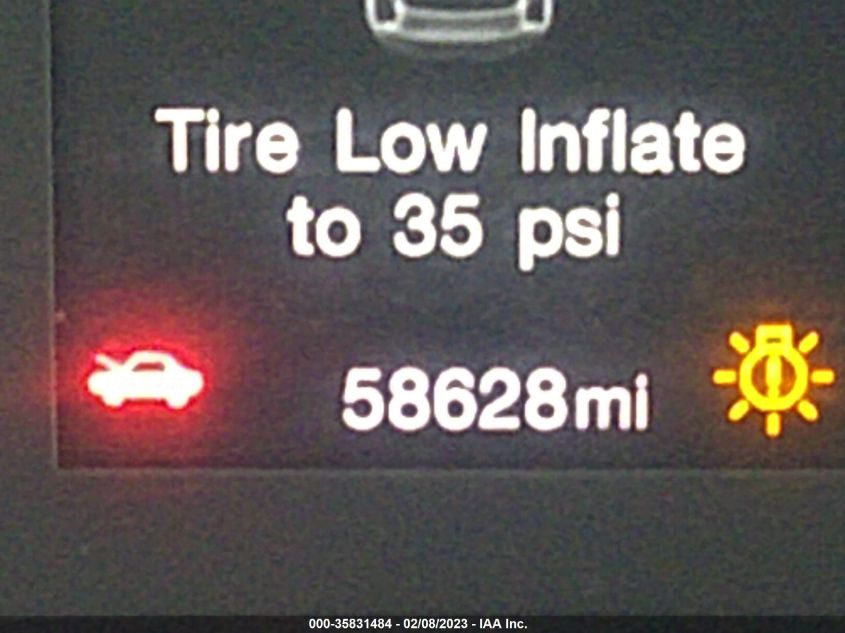 Tire Low Inflate
to 35 psi
58628mi
000-35831484 - 02/08/2023 - IAA Inc.